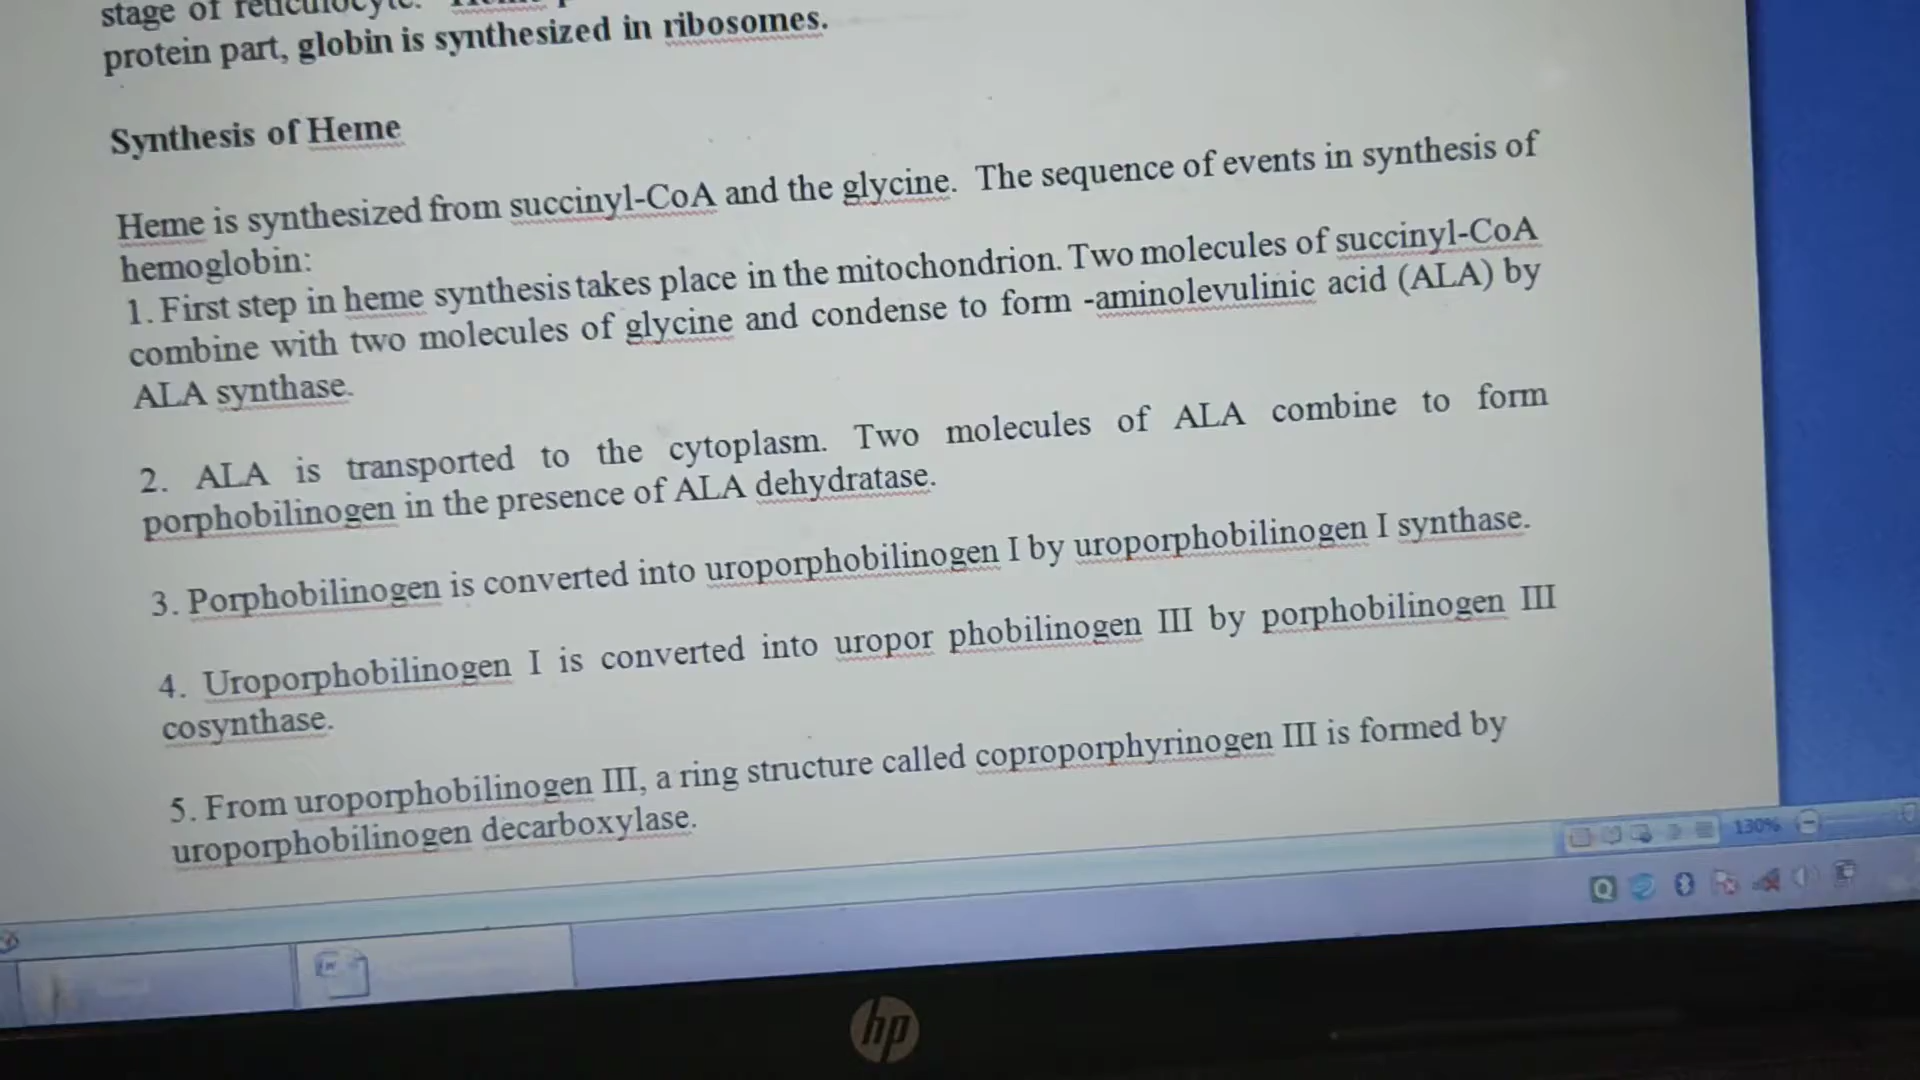 stage of reticulocyte.
protein part, globin is synthesized in ribosomes.
Synthesis of Heme
Heme is synthesized from succinyl-CoA and the glycine. The sequence of events in synthesis of
hemoglobin:
1. First step in heme synthesis takes place in the mitochondrion. Two molecules of succinyl-CoA
combine with two molecules of glycine and condense to form -aminolevulinic acid (ALA) by
ALA synthase.
2. ALA is transported to the cytoplasm. Two molecules of ALA combine to form
porphobilinogen in the presence of ALA dehydratase.
3. Porphobilinogen is converted into uroporphobilinogen I by uroporphobilinogen I synthase.
4. Uroporphobilinogen I is converted into uropor phobilinogen III by porphobilinogen III
cosynthase.
5. From uroporphobilinogen III, a ring structure called coproporphyrinogen III is formed by
uroporphobilinogen decarboxylase.
130%
hp